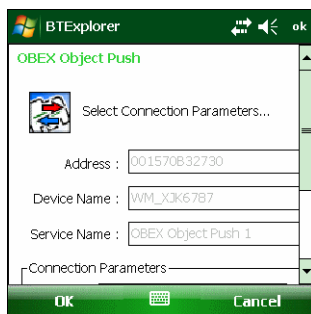 BTExplorer ok
OBEX Object Push
Select Connection Parameters...
Address : 001570B32730
Device Name : WM_XJK67B7
Service Name : OBEX Object Push 1
Connection Parameters
OK Cancel